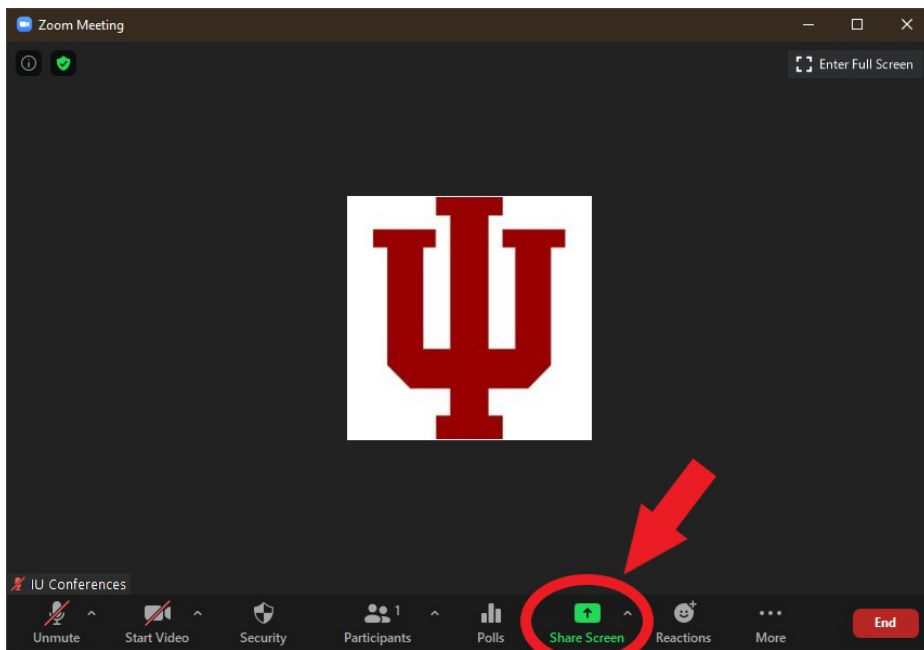 Zoom Meeting
Enter Full Screen
IU Conferences
1
Unmute Start Video Security Participants Polls Share Screen Reactions More End